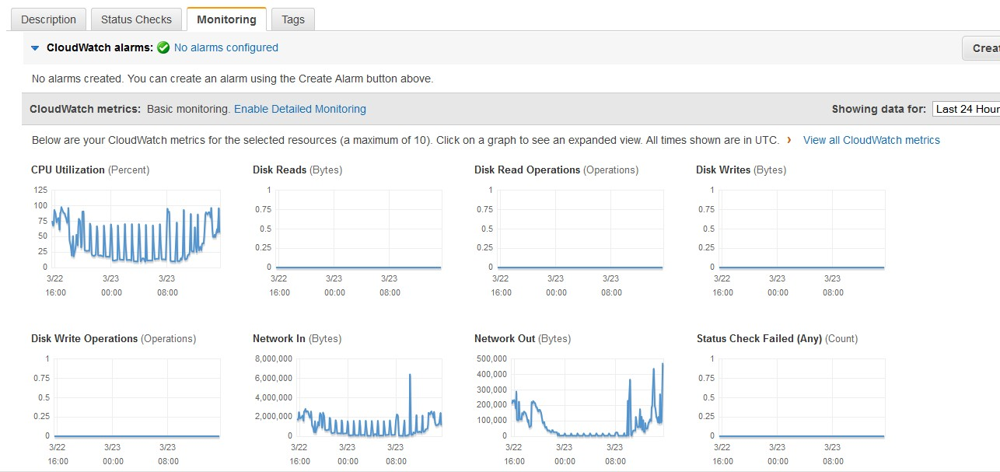 Description Status Checks Monitoring Tags
CloudWatch alarms: No alarms configured
No alarms created. You can create an alarm using the Create Alarm button above.
CloudWatch metrics: Basic monitoring. Enable Detailed Monitoring Showing data for: Last 24 Hour
Below are your CloudWatch metrics for the selected resources (a maximum of 10). Click on a graph to see an expanded view. All times shown are in UTC. › View all CloudWatch metrics
CPU Utilization (Percent)
125
100
75
50
25
0
3/22 3/23 3/23
16:00 00:00 08:00
Disk Reads (Bytes)
1
0.75
0.5
0.25
0
3/22 3/23 3/23
16:00 00:00 08:00
Disk Read Operations (Operations)
1
0.75
0.5
0.25
0
3/22 3/23 3/23
16:00 00:00 08:00
Disk Writes (Bytes)
1
0.75
0.5
0.25
0
3/22 3/23 3/23
16:00 00:00 08:00
Disk Write Operations (Operations)
1
0.75
0.5
0.25
0
3/22 3/23 3/23
16:00 00:00 08:00
Network In (Bytes)
8,000,000
6,000,000
4,000,000
2,000,000
0
3/22 3/23 3/23
16:00 00:00 08:00
Network Out (Bytes)
500,000
400,000
300,000
200,000
100,000
0
3/22 3/23 3/23
16:00 00:00 08:00
Status Check Failed (Any) (Count)
1
0.75
0.5
0.25
0
3/22 3/23 3/23
16:00 00:00 08:00